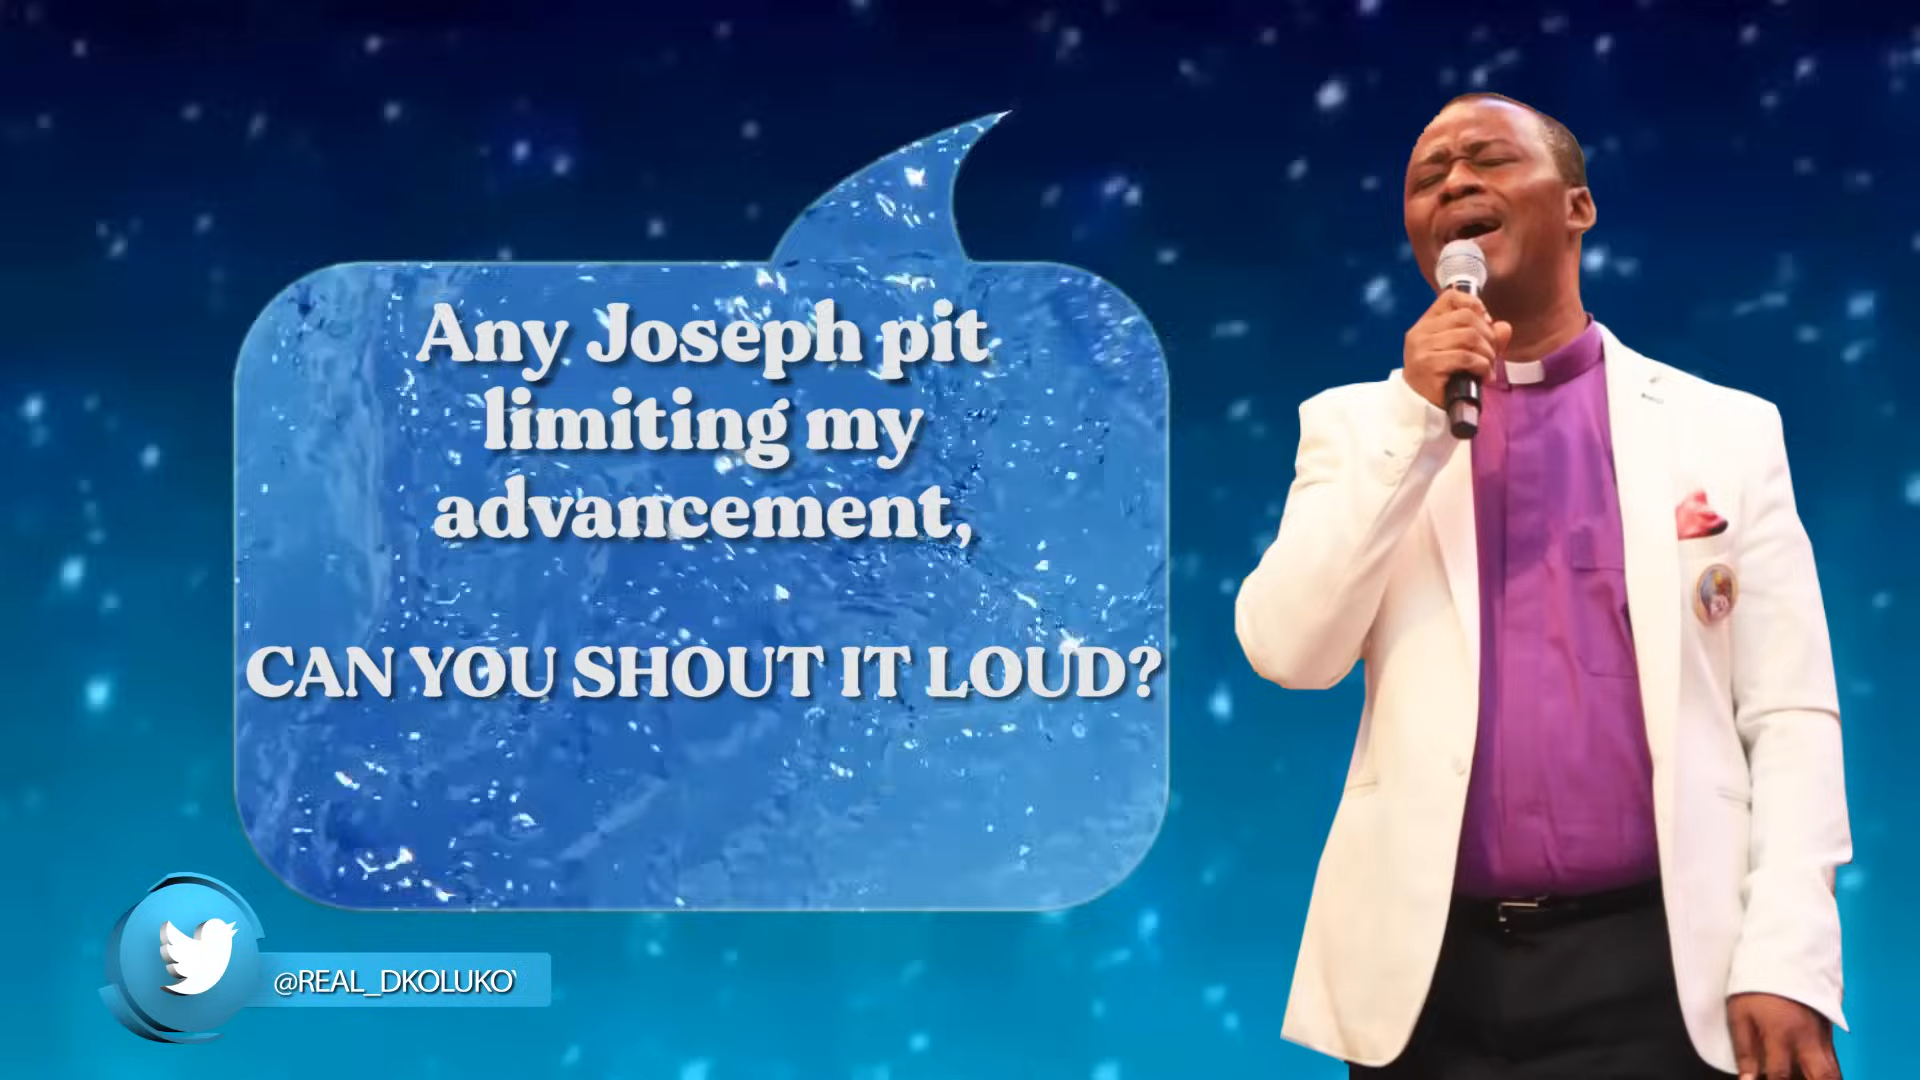 Any Joseph pit
limiting my
advancement,
CAN YOU SHOUT IT LOUD?
@REAL_DKOLUKO